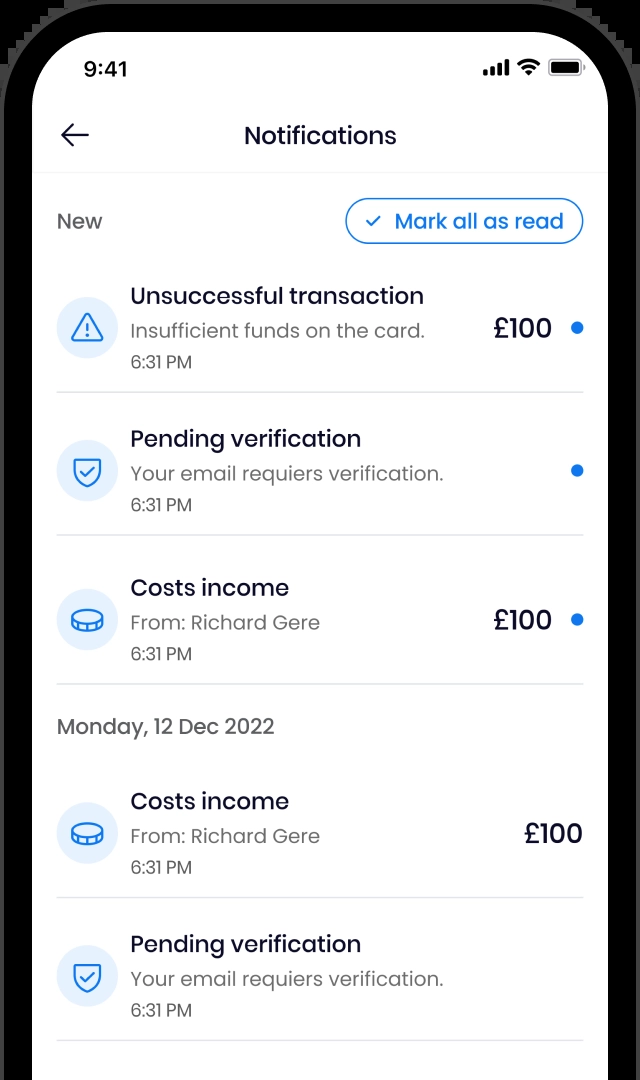 9:41
Notifications
New
Mark all as read
Unsuccessful transaction
Insufficient funds on the card.
£100
6:31 PM
Pending verification
Your email requiers verification.
6:31 PM
Costs income
From: Richard Gere
£100
6:31 PM
Monday, 12 Dec 2022
Costs income
From: Richard Gere
£100
6:31 PM
Pending verification
Your email requiers verification.
6:31 PM